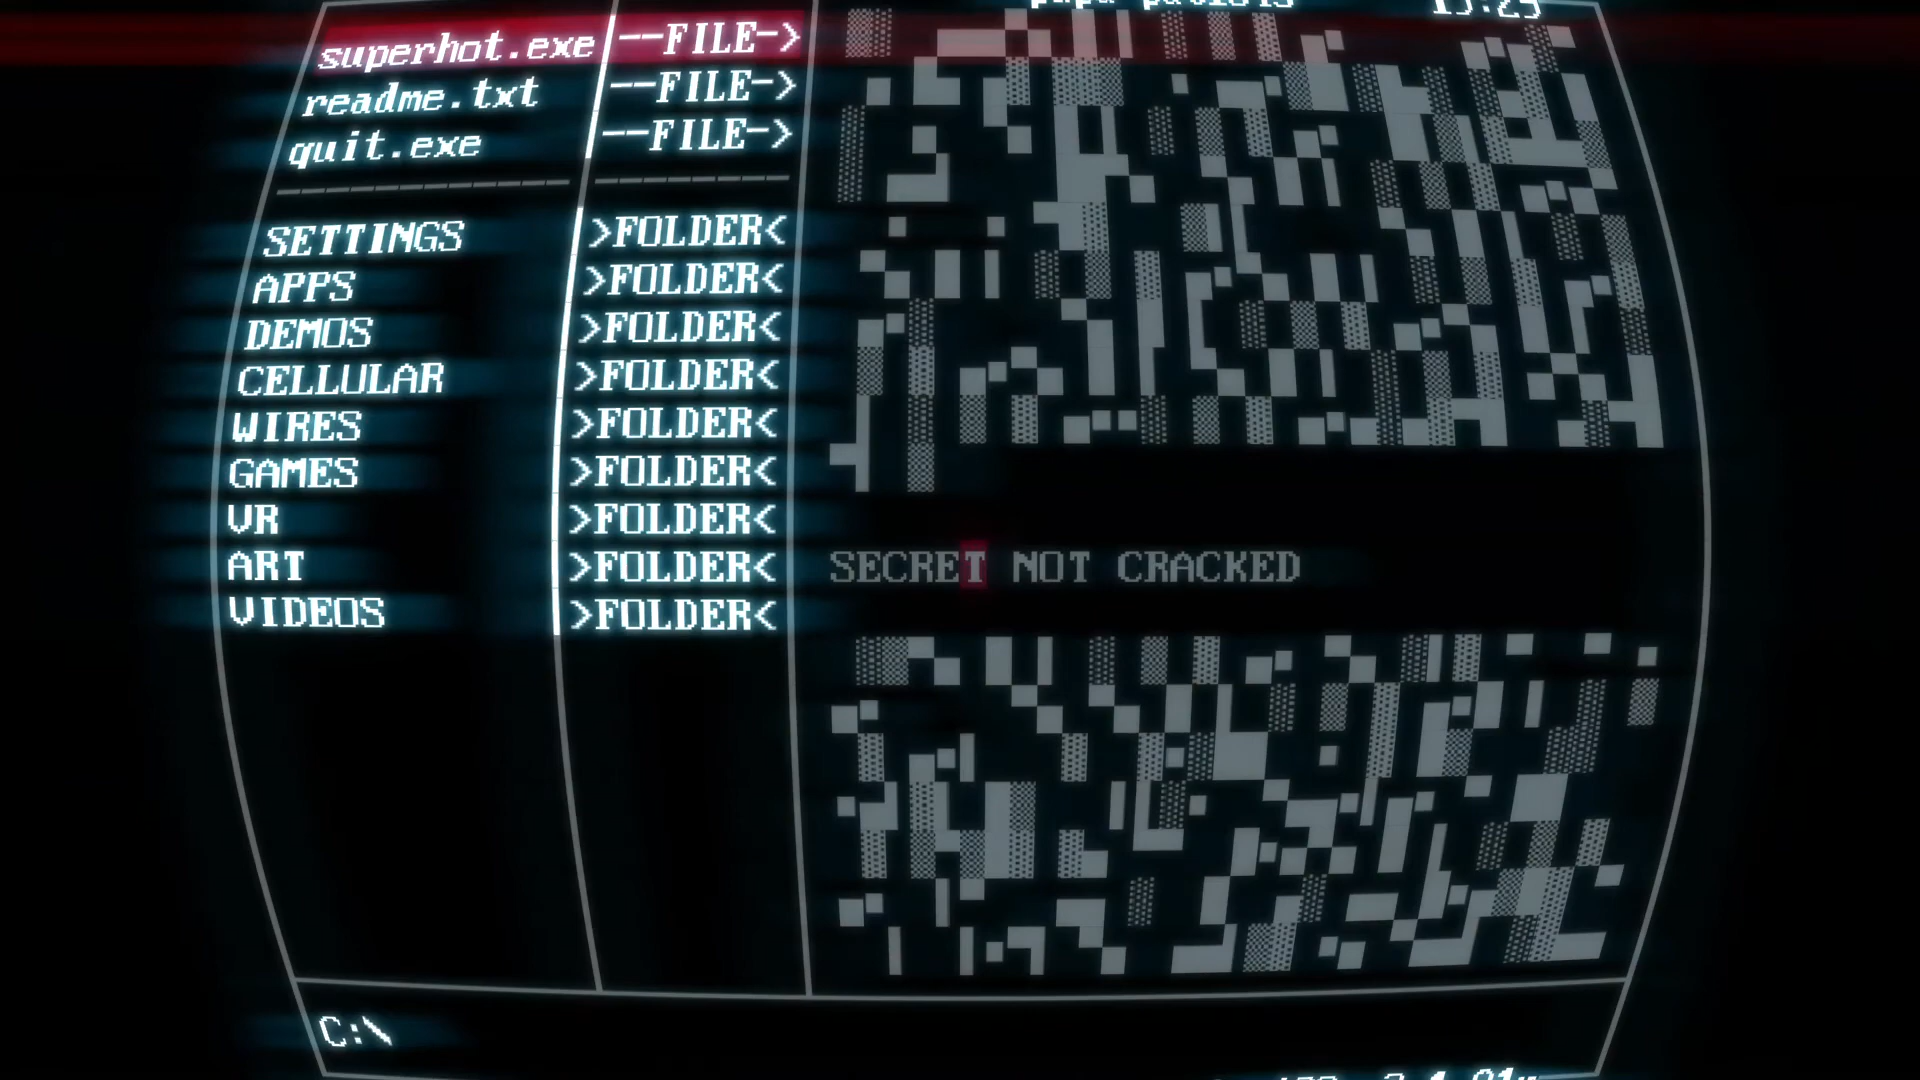 superhot.exe --FILE->
readme.txt --FILE->
quit.exe --FILE->
SETTINGS >FOLDER<
APPS >FOLDER<
DEMOS >FOLDER<
CELLULAR >FOLDER<
WIRES >FOLDER<
GAMES >FOLDER<
VR >FOLDER<
ART >FOLDER<
VIDEOS >FOLDER<
SECRET NOT CRACKED
C:\